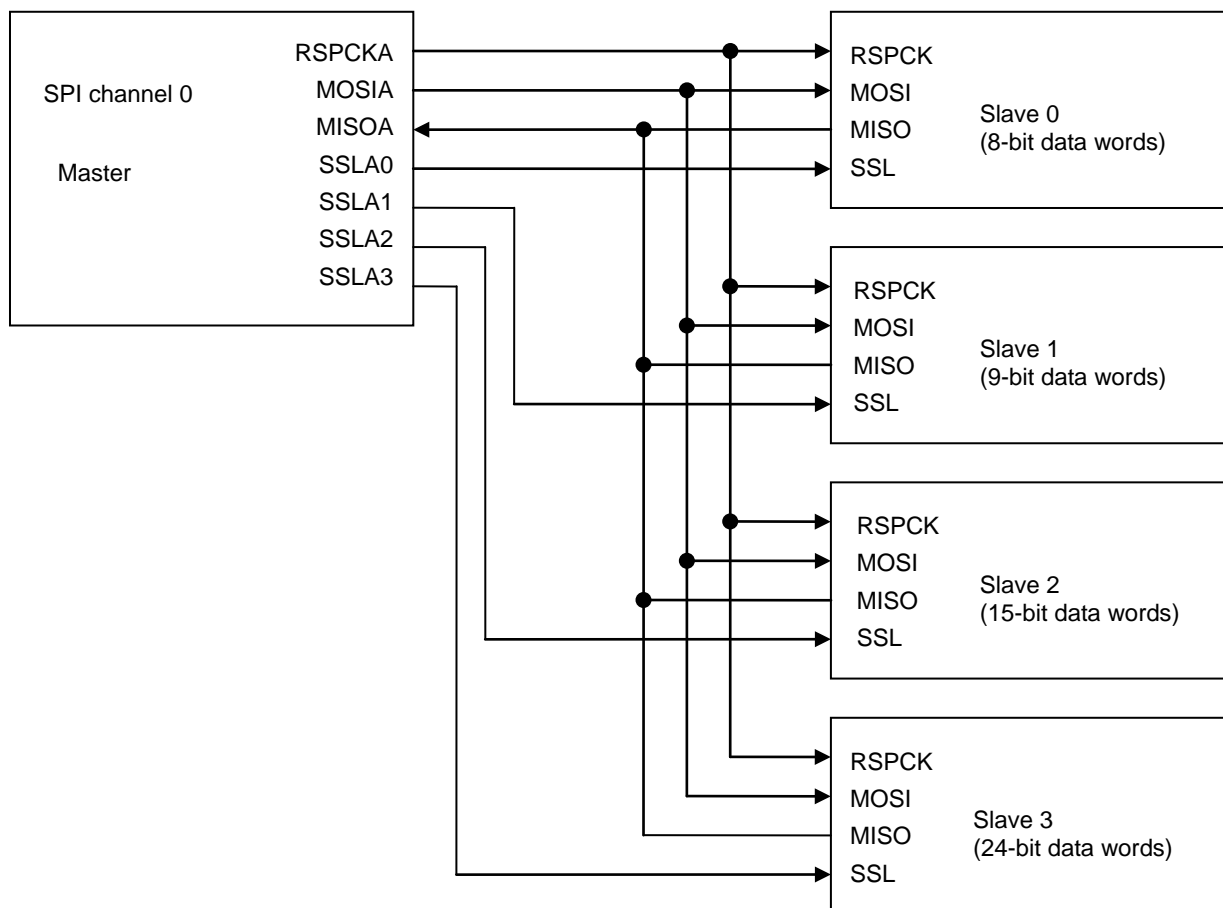 SPI channel 0
Master
RSPCKA
MOSIA
MISOA
SSLA0
SSLA1
SSLA2
SSLA3
RSPCK
MOSI
MISO
SSL
Slave 0
(8-bit data words)
RSPCK
MOSI
MISO
SSL
Slave 1
(9-bit data words)
RSPCK
MOSI
MISO
SSL
Slave 2
(15-bit data words)
RSPCK
MOSI
MISO
SSL
Slave 3
(24-bit data words)